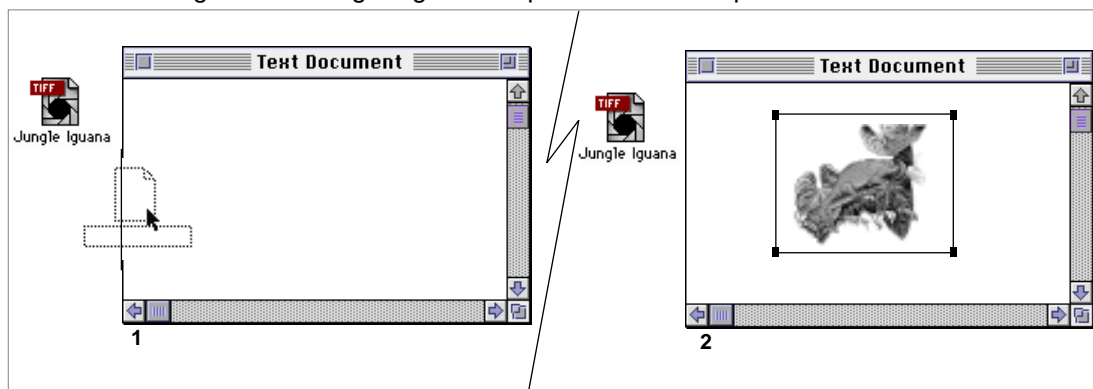 Text Document
TIFF
Jungle Iguana
1
Text Document
TIFF
Jungle Iguana
2